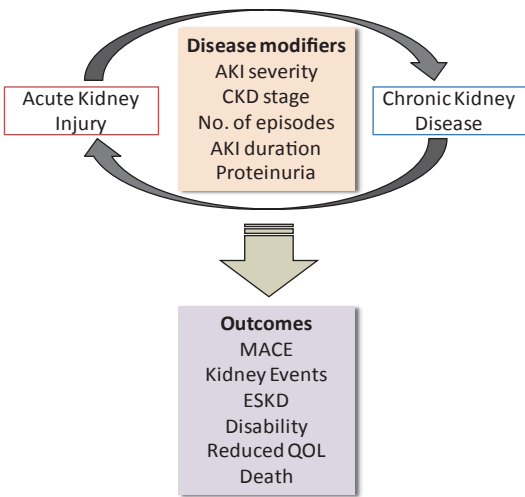 Disease modifiers
AKI severity
CKD stage
No. of episodes
AKI duration
Proteinuria
Acute Kidney
Injury
Chronic Kidney
Disease
Outcomes
MACE
Kidney Events
ESKD
Disability
Reduced QOL
Death